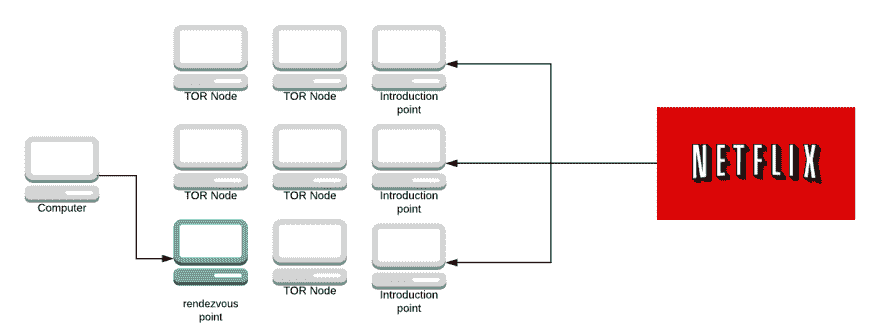 TOR Node
TOR Node
Introduction
point
TOR Node
TOR Node
Introduction
point
Computer
NETFLIX
rendezvous
point
TOR Node
Introduction
point